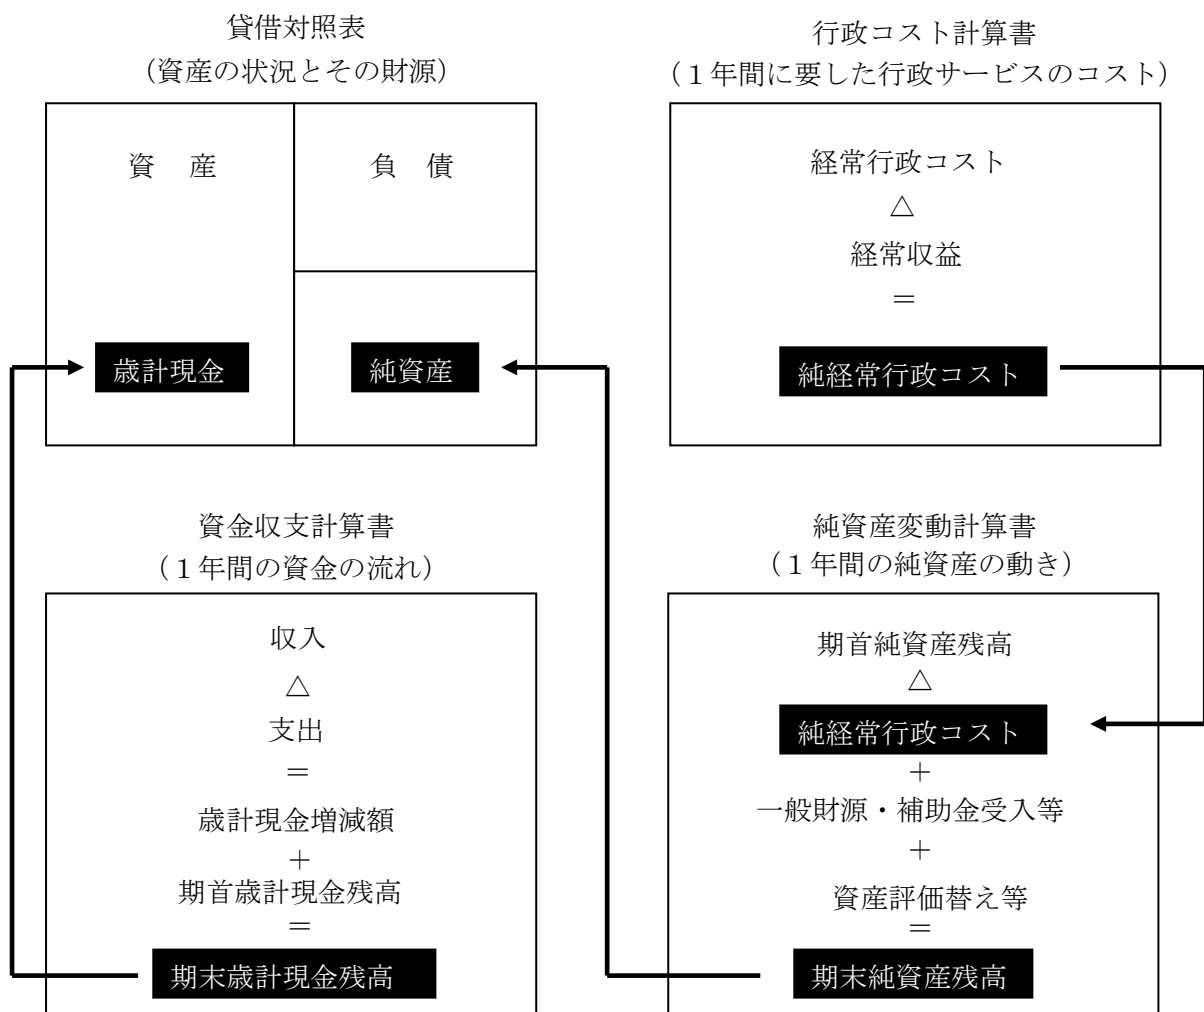 貸借対照表
（資産の状況とその財源）
資　産
負　債
歳計現金
純資産
行政コスト計算書
（１年間に要した行政サービスのコスト）
経常行政コスト
△
経常収益
＝
純経常行政コスト
資金収支計算書
（１年間の資金の流れ）
収入
△
支出
＝
歳計現金増減額
＋
期首歳計現金残高
＝
期末歳計現金残高
純資産変動計算書
（１年間の純資産の動き）
期首純資産残高
△
純経常行政コスト
＋
一般財源・補助金受入等
＋
資産評価替え等
＝
期末純資産残高